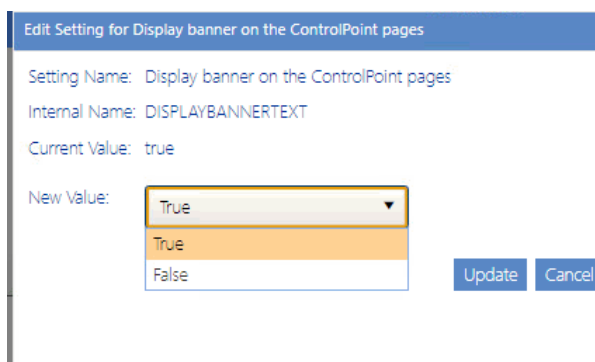 Edit Setting for Display banner on the ControlPoint pages
Setting Name: Display banner on the ControlPoint pages
Internal Name: DISPLAYBANNERTEXT
Current Value: true
New Value: True
True
False
Update Cancel